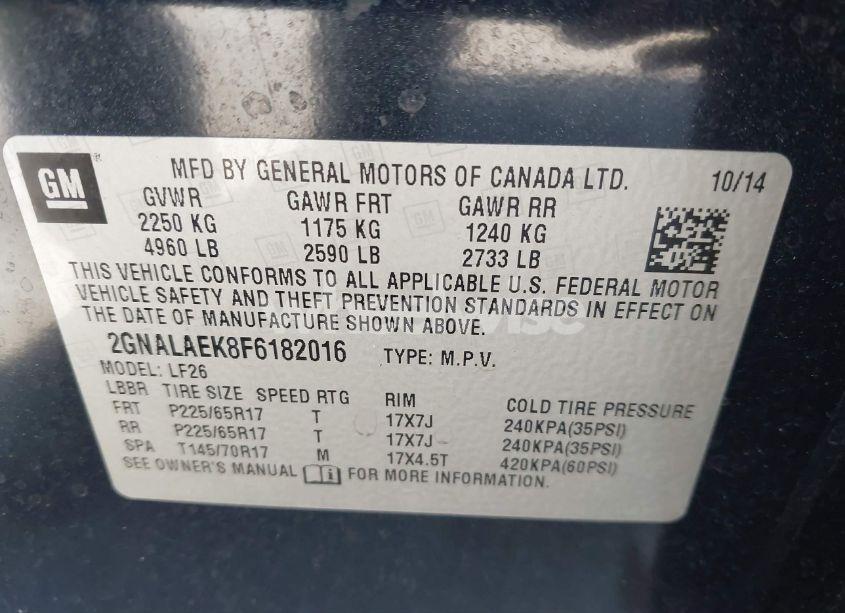 GM
MFD BY GENERAL MOTORS OF CANADA LTD. 10/14
GVWR GAWR FRT GAWR RR
2250 KG 1175 KG 1240 KG
4960 LB 2590 LB 2733 LB
THIS VEHICLE CONFORMS TO ALL APPLICABLE U.S. FEDERAL MOTOR
VEHICLE SAFETY AND THEFT PREVENTION STANDARDS IN EFFECT ON
THE DATE OF MANUFACTURE SHOWN ABOVE.
2GNALAEK8F6182016 TYPE: M.P.V.
MODEL: LF26
LBBR TIRE SIZE SPEED RTG RIM COLD TIRE PRESSURE
FRT P225/65R17 T 17X7J 240KPA(35PSI)
RR P225/65R17 T 17X7J 240KPA(35PSI)
SPA T145/70R17 M 17X4.5T 420KPA(60PSI)
SEE OWNER'S MANUAL FOR MORE INFORMATION.